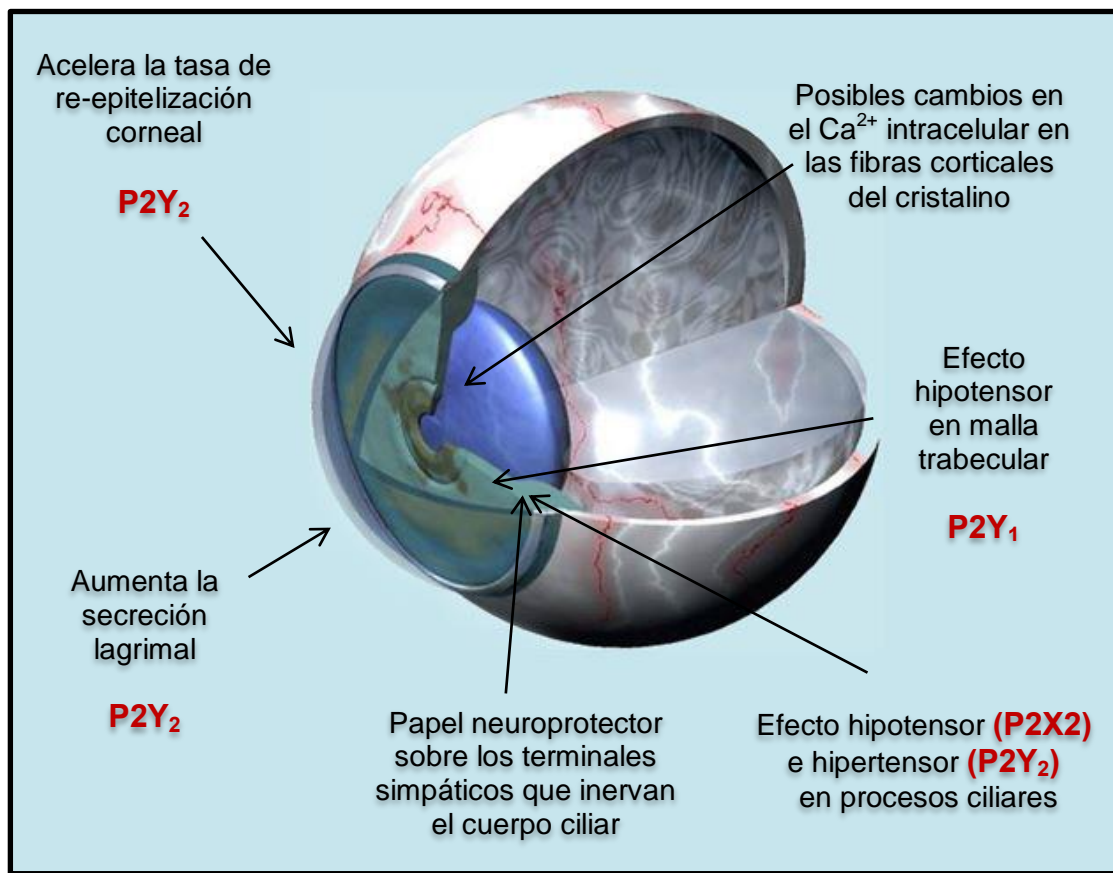 Acelera la tasa de
re-epitelización
corneal
P2Y₂
Posibles cambios en
el Ca²⁺ intracelular en
las fibras corticales
del cristalino
Efecto
hipotensor
en malla
trabecular
P2Y₁
Aumenta la
secreción
lagrimal
P2Y₂
Papel neuroprotector
sobre los terminales
simpáticos que inervan
el cuerpo ciliar
Efecto hipotensor (P2X2)
e hipertensor (P2Y₂)
en procesos ciliares